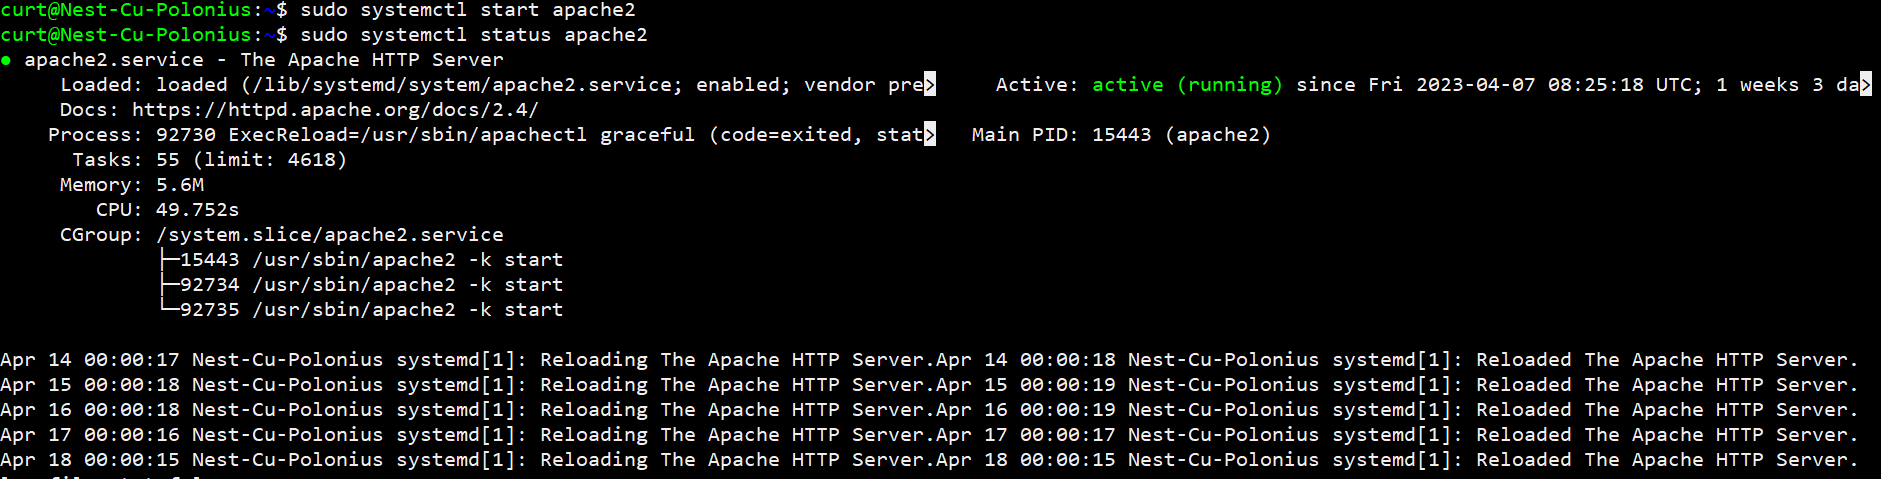 curt@Nest-Cu-Polonius:~$ sudo systemctl start apache2
curt@Nest-Cu-Polonius:~$ sudo systemctl status apache2
● apache2.service - The Apache HTTP Server
     Loaded: loaded (/lib/systemd/system/apache2.service; enabled; vendor pre>     Active: active (running) since Fri 2023-04-07 08:25:18 UTC; 1 weeks 3 da>
     Docs: https://httpd.apache.org/docs/2.4/
    Process: 92730 ExecReload=/usr/sbin/apachectl graceful (code=exited, stat>   Main PID: 15443 (apache2)
      Tasks: 55 (limit: 4618)
     Memory: 5.6M
        CPU: 49.752s
     CGroup: /system.slice/apache2.service
             ├─15443 /usr/sbin/apache2 -k start
             ├─92734 /usr/sbin/apache2 -k start
             └─92735 /usr/sbin/apache2 -k start
Apr 14 00:00:17 Nest-Cu-Polonius systemd[1]: Reloading The Apache HTTP Server.Apr 14 00:00:18 Nest-Cu-Polonius systemd[1]: Reloaded The Apache HTTP Server.
Apr 15 00:00:18 Nest-Cu-Polonius systemd[1]: Reloading The Apache HTTP Server.Apr 15 00:00:19 Nest-Cu-Polonius systemd[1]: Reloaded The Apache HTTP Server.
Apr 16 00:00:18 Nest-Cu-Polonius systemd[1]: Reloading The Apache HTTP Server.Apr 16 00:00:19 Nest-Cu-Polonius systemd[1]: Reloaded The Apache HTTP Server.
Apr 17 00:00:16 Nest-Cu-Polonius systemd[1]: Reloading The Apache HTTP Server.Apr 17 00:00:17 Nest-Cu-Polonius systemd[1]: Reloaded The Apache HTTP Server.
Apr 18 00:00:15 Nest-Cu-Polonius systemd[1]: Reloading The Apache HTTP Server.Apr 18 00:00:15 Nest-Cu-Polonius systemd[1]: Reloaded The Apache HTTP Server.